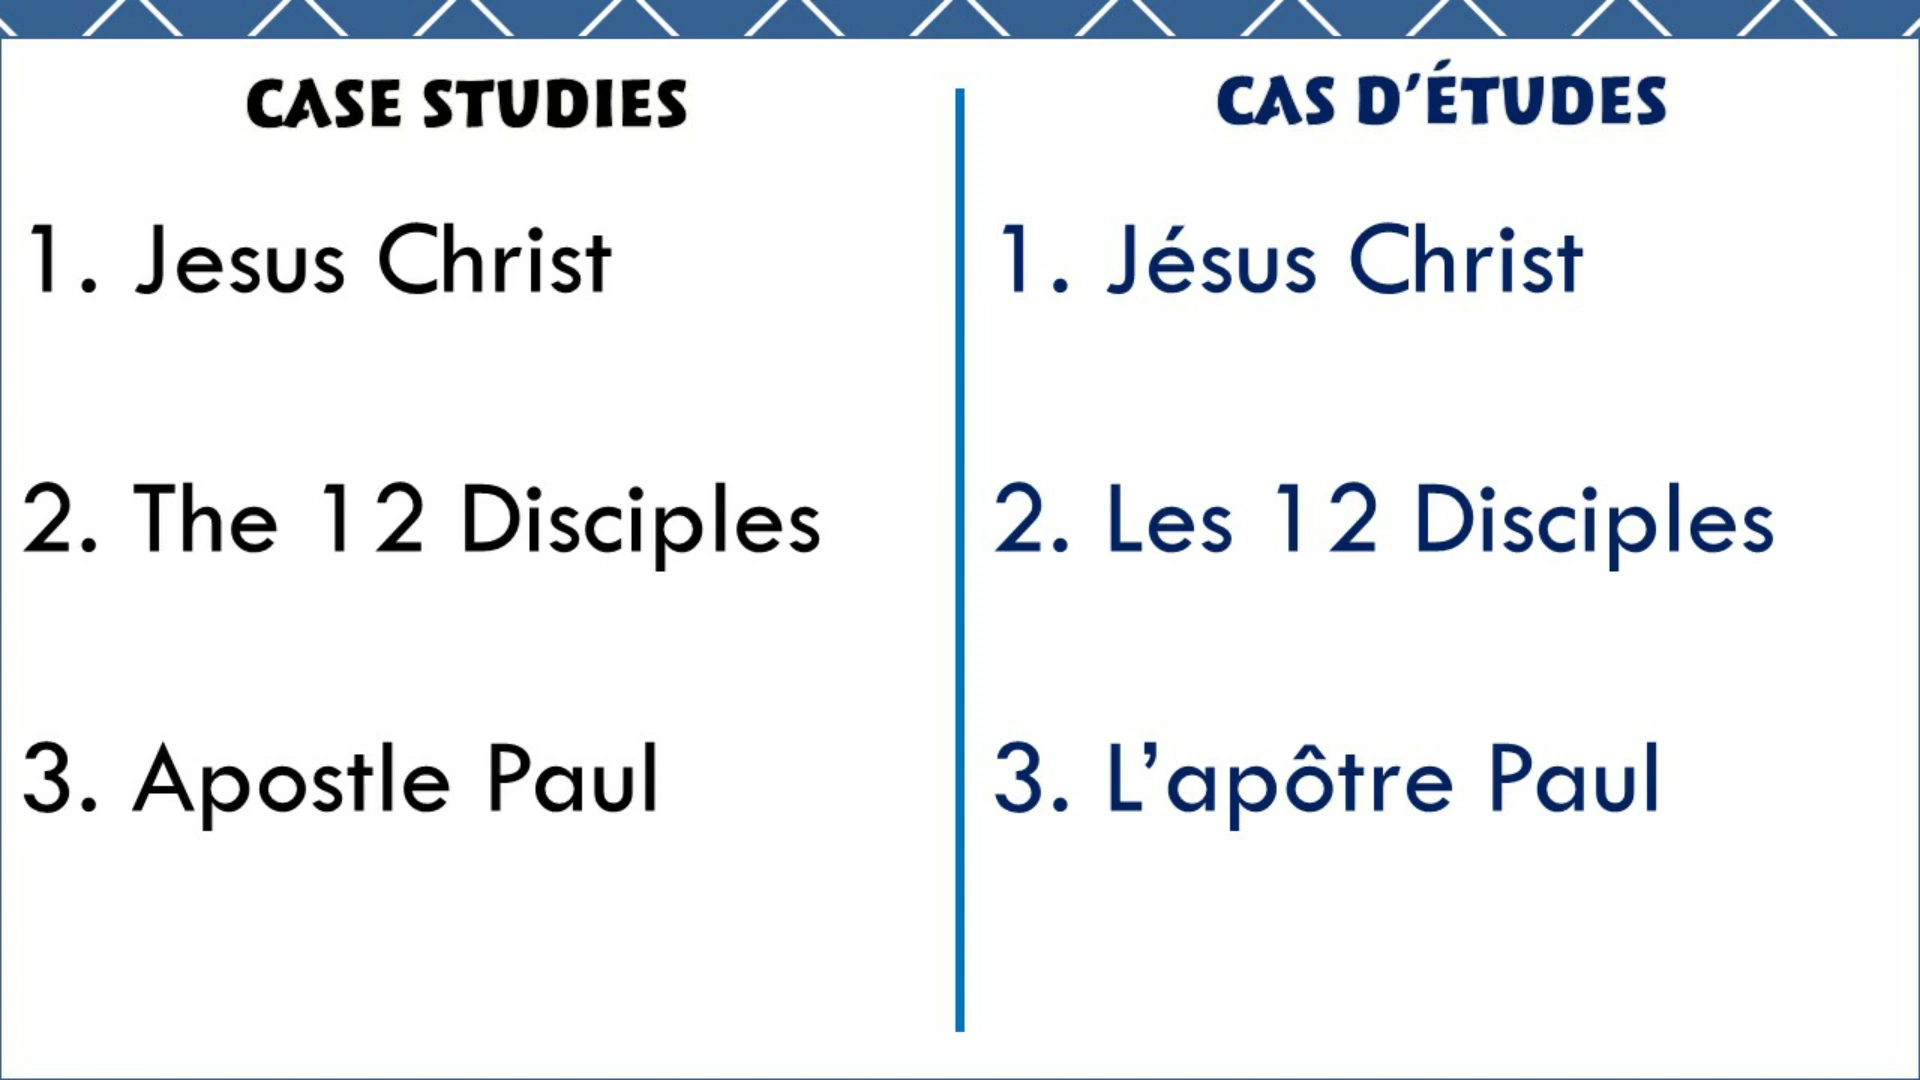 CASE STUDIES
1. Jesus Christ
2. The 12 Disciples
3. Apostle Paul
CAS D’ÉTUDES
1. Jésus Christ
2. Les 12 Disciples
3. L’apôtre Paul